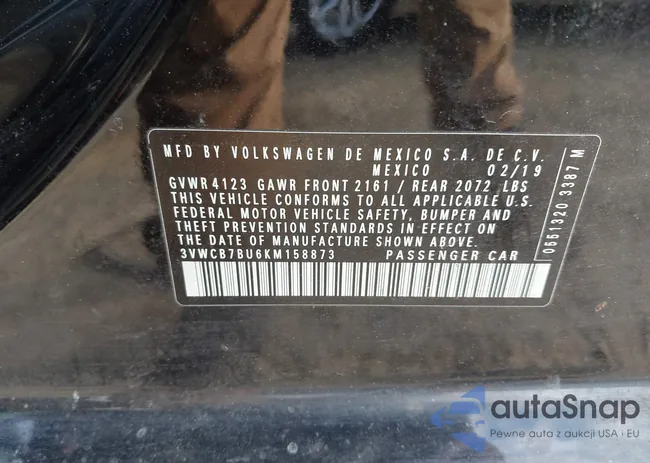 MFD BY VOLKSWAGEN DE MEXICO S.A. DE C.V.
MEXICO 02/19
GVWR 4123 GAWR FRONT 2161 / REAR 2072 LBS
THIS VEHICLE CONFORMS TO ALL APPLICABLE U.S.
FEDERAL MOTOR VEHICLE SAFETY, BUMPER AND
THEFT PREVENTION STANDARDS IN EFFECT ON
THE DATE OF MANUFACTURE SHOWN ABOVE.
3VWCB7BU6KM158873 PASSENGER CAR
0661320 3387 M
autaSnap
Pewne auta z aukcji USA i EU